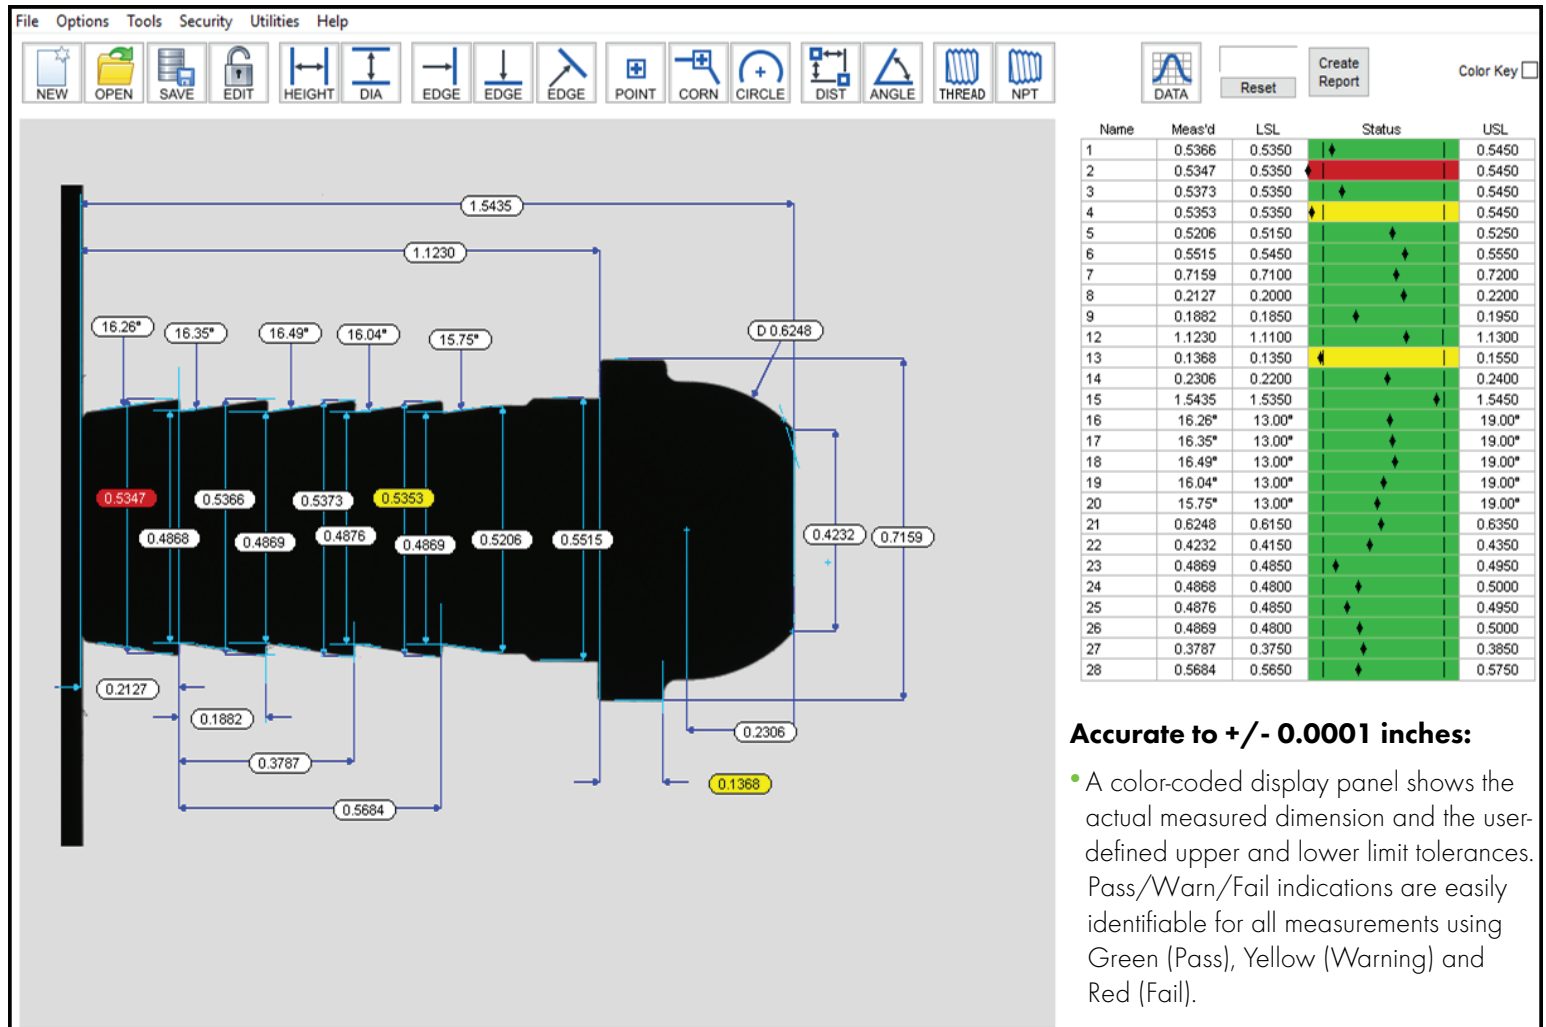 File Options Tools Security Utilities Help
NEW OPEN SAVE EDIT HEIGHT DIA EDGE EDGE EDGE POINT CORN CIRCLE DIST ANGLE THREAD NPT DATA Reset Create Report Color Key
1.5435
1.1230
16.26° 16.35° 16.49° 16.04° 15.75° D 0.6248
0.5347 0.5366 0.5373 0.5353
0.4868 0.4869 0.4876 0.4869 0.5206 0.5515 0.4232 0.7159
0.2127
0.1882
0.2306
0.3787
0.1368
0.5684
Name Meas'd LSL Status USL
1 0.5366 0.5350 0.5450
2 0.5347 0.5350 0.5450
3 0.5373 0.5350 0.5450
4 0.5353 0.5350 0.5450
5 0.5206 0.5150 0.5250
6 0.5515 0.5450 0.5550
7 0.7159 0.7100 0.7200
8 0.2127 0.2000 0.2200
9 0.1882 0.1850 0.1950
12 1.1230 1.1100 1.1300
13 0.1368 0.1350 0.1550
14 0.2306 0.2200 0.2400
15 1.5435 1.5350 1.5450
16 16.26° 13.00° 19.00°
17 16.35° 13.00° 19.00°
18 16.49° 13.00° 19.00°
19 16.04° 13.00° 19.00°
20 15.75° 13.00° 19.00°
21 0.6248 0.6150 0.6350
22 0.4232 0.4150 0.4350
23 0.4869 0.4850 0.4950
24 0.4868 0.4800 0.5000
25 0.4876 0.4850 0.4950
26 0.4869 0.4800 0.5000
27 0.3787 0.3750 0.3850
28 0.5684 0.5650 0.5750
Accurate to +/- 0.0001 inches:
• A color-coded display panel shows the
actual measured dimension and the user-
defined upper and lower limit tolerances.
Pass/Warn/Fail indications are easily
identifiable for all measurements using
Green (Pass), Yellow (Warning) and
Red (Fail).